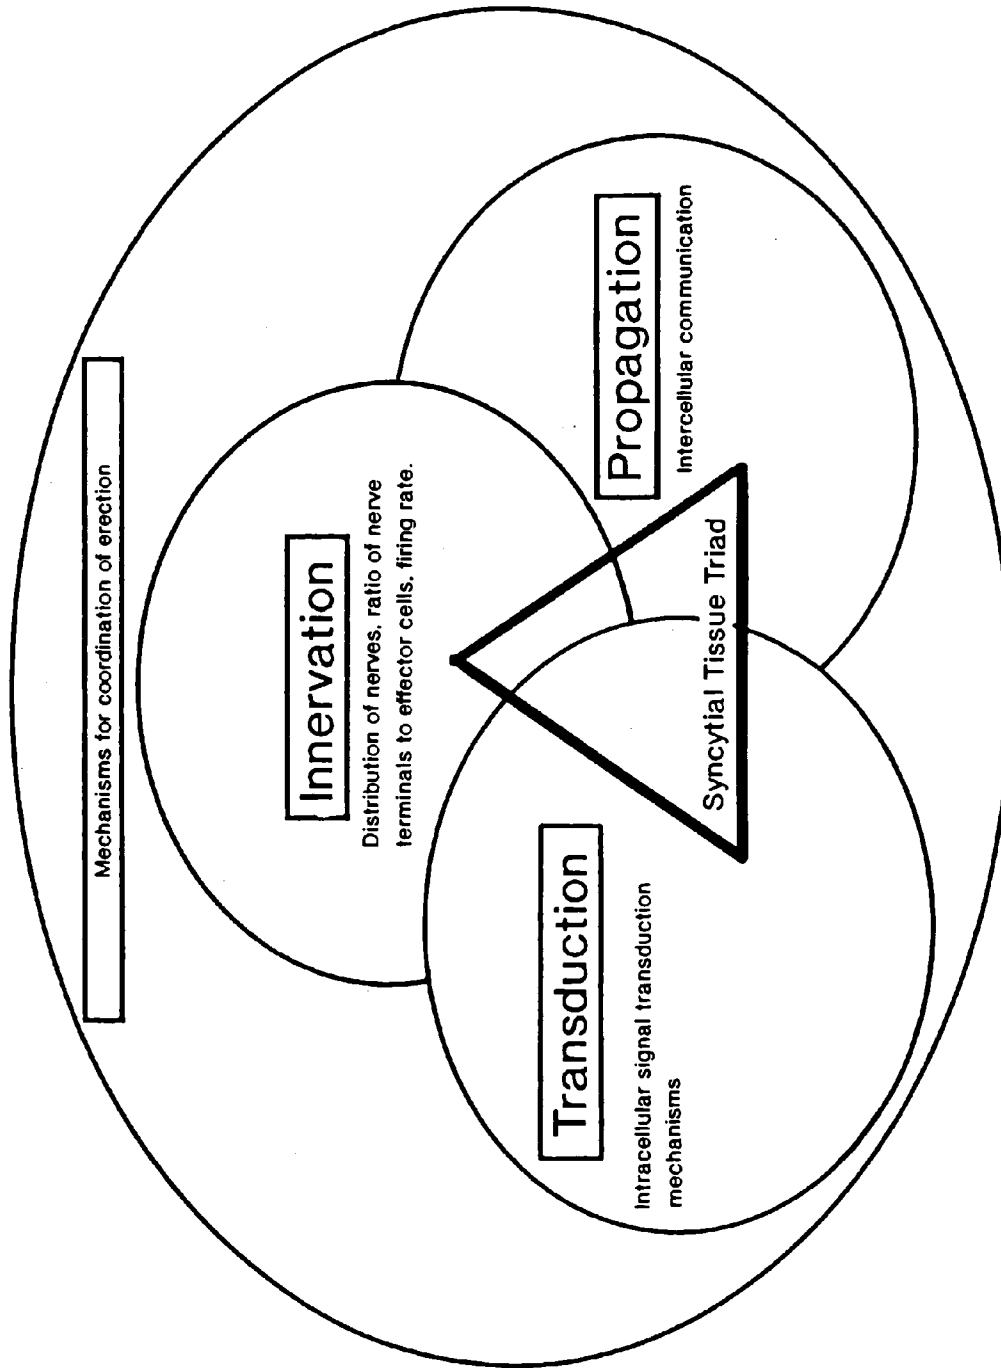 Mechanisms for coordination of erection
Innervation
Distribution of nerves, ratio of nerve
terminals to effector cells, firing rate.
Transduction
Intracellular signal transduction
mechanisms
Propagation
Intercellular communication
Syncytial Tissue Triad